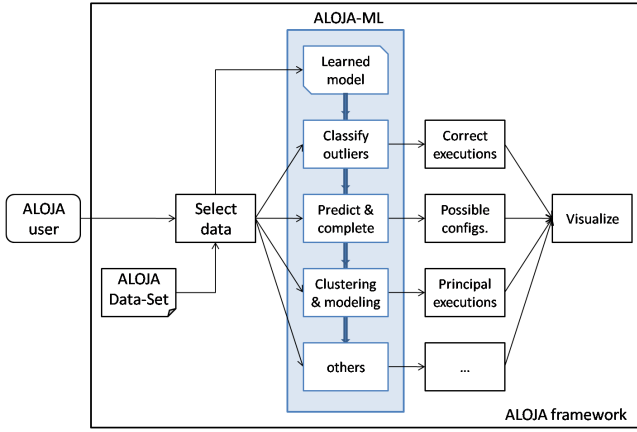 ALOJA-ML
Learned
model
Classify
outliers
Correct
executions
ALOJA
user
Select
data
Predict &
complete
Possible
configs.
Visualize
ALOJA
Data-Set
Clustering
& modeling
Principal
executions
others
...
ALOJA framework